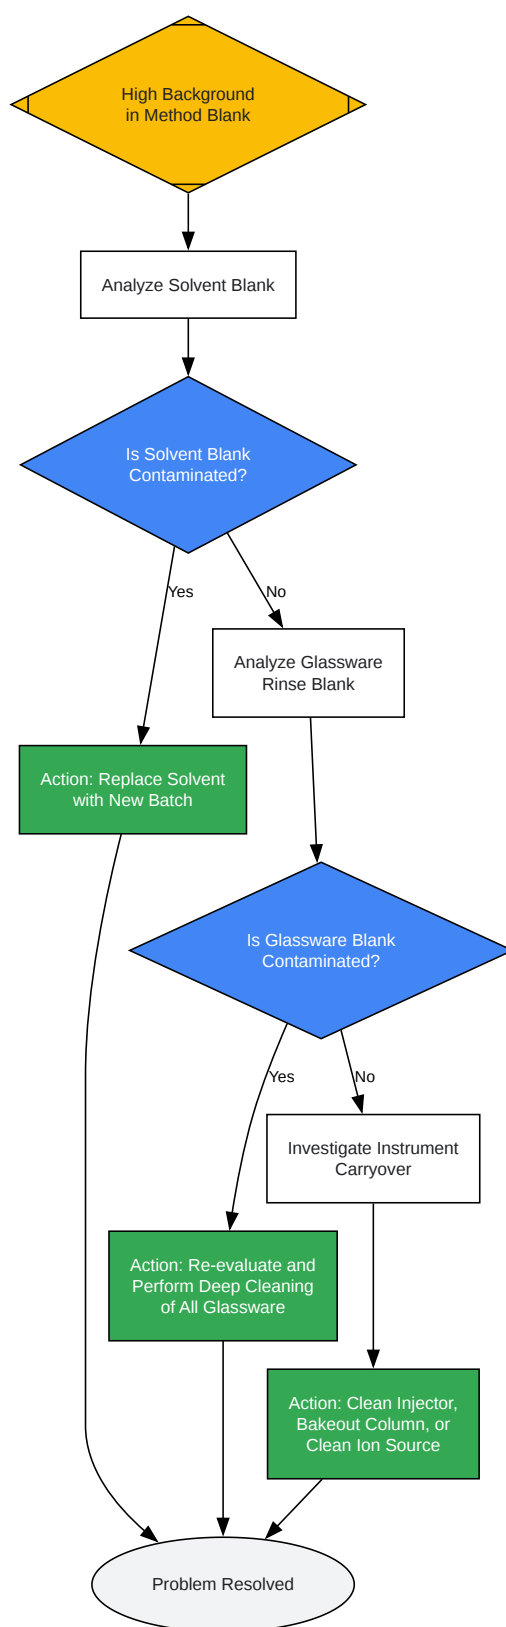 High Background
in Method Blank
Analyze Solvent Blank
Is Solvent Blank
Contaminated?
Yes
No
Analyze Glassware
Rinse Blank
Action: Replace Solvent
with New Batch
Is Glassware Blank
Contaminated?
Yes
No
Investigate Instrument
Carryover
Action: Re-evaluate and
Perform Deep Cleaning
of All Glassware
Action: Clean Injector,
Bakeout Column, or
Clean Ion Source
Problem Resolved